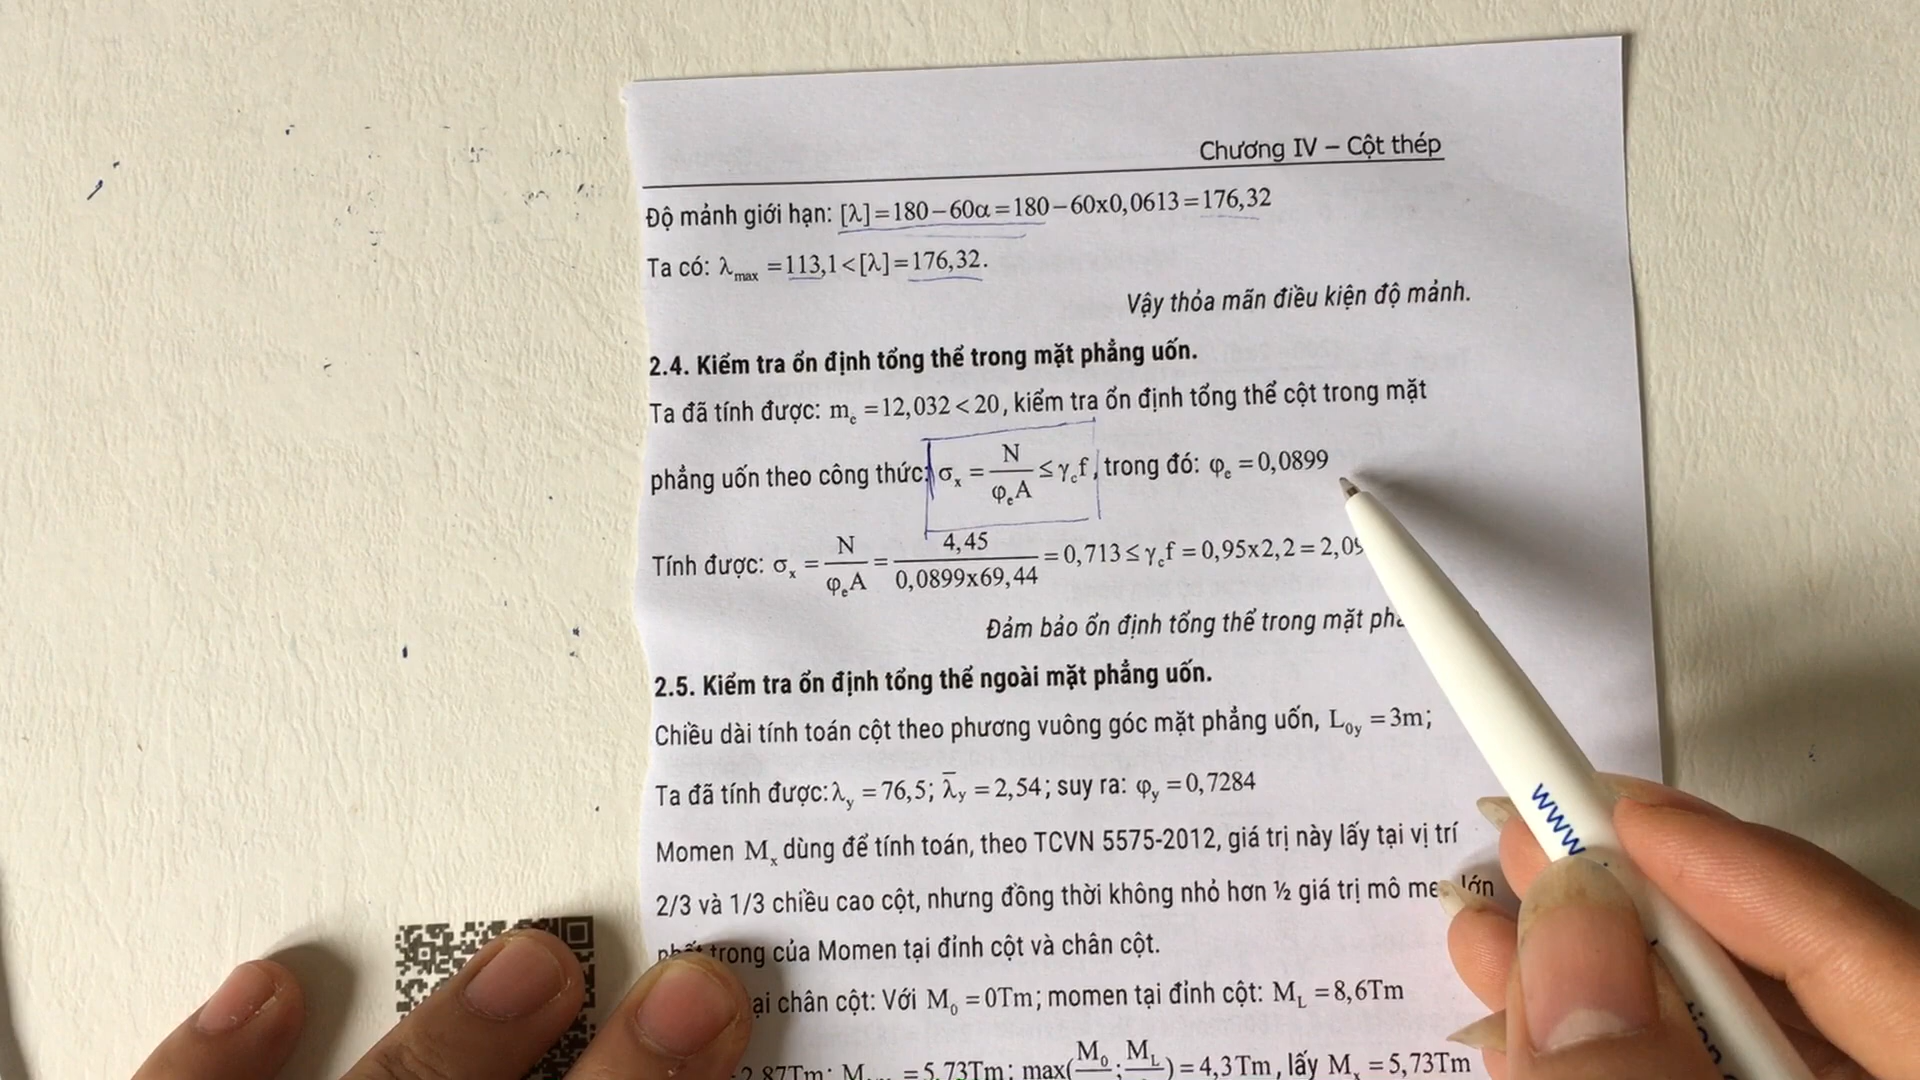 Chương IV – Cột thép
Độ mảnh giới hạn: [λ]=180−60α=180−60x0,0613=176,32
Ta có: λmax =113,1<[λ]=176,32.
Vậy thỏa mãn điều kiện độ mảnh.
2.4. Kiểm tra ổn định tổng thể trong mặt phẳng uốn.
Ta đã tính được: me =12,032<20, kiểm tra ổn định tổng thể cột trong mặt
phẳng uốn theo công thức: σx = N/φeA ≤γcf, trong đó: φe =0,0899
Tính được: σx = N/φeA = 4,45/0,0899x69,44 =0,713≤γcf=0,95x2,2=2,09
Đảm bảo ổn định tổng thể trong mặt
2.5. Kiểm tra ổn định tổng thể ngoài mặt phẳng uốn.
Chiều dài tính toán cột theo phương vuông góc mặt phẳng uốn, L0y =3m;
Ta đã tính được: λy =76,5; λ̄y =2,54; suy ra: φy =0,7284
Momen Mx dùng để tính toán, theo TCVN 5575-2012, giá trị này lấy tại vị trí
2/3 và 1/3 chiều cao cột, nhưng đồng thời không nhỏ hơn ½ giá trị mô men lớn
nhất trong của Momen tại đỉnh cột và chân cột.
tại chân cột: Với M0 =0Tm; momen tại đỉnh cột: ML =8,6Tm
2,87Tm; M =5,73Tm; max(M0/;ML/)=4,3Tm, lấy Mx =5,73Tm
www